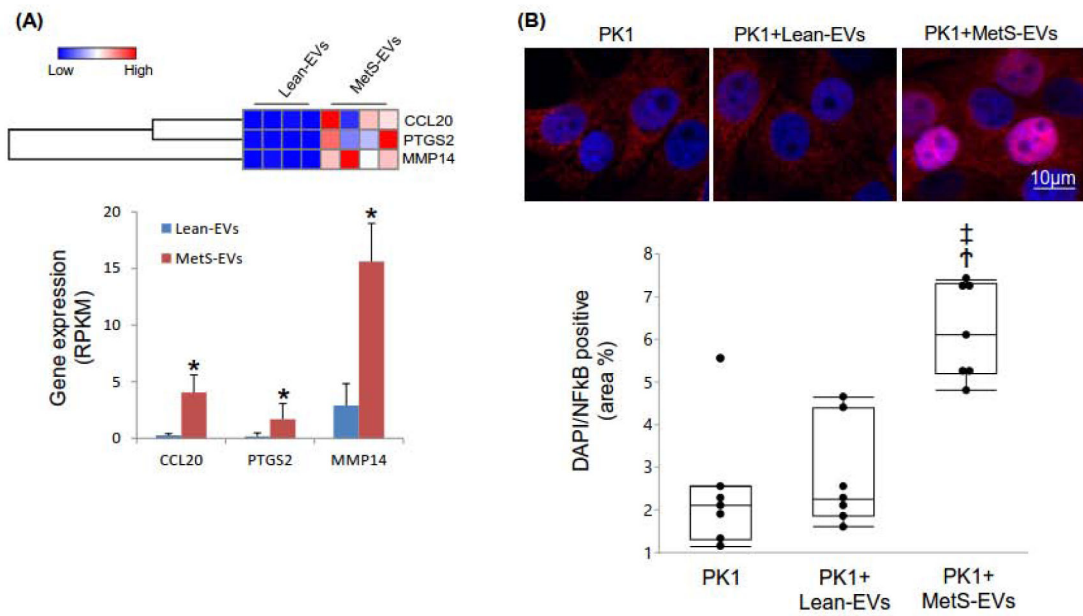 (A)
Low High
Lean-EVs
MetS-EVs
CCL20
PTGS2
MMP14
Gene expression
(RPKM)
20
15
10
5
0
Lean-EVs
MetS-EVs
*
*
*
CCL20 PTGS2 MMP14
(B)
PK1 PK1+Lean-EVs PK1+MetS-EVs
10μm
DAPI/NFkB positive
(area %)
8
7
6
5
4
3
2
1
‡
†
PK1 PK1+ PK1+
Lean-EVs MetS-EVs